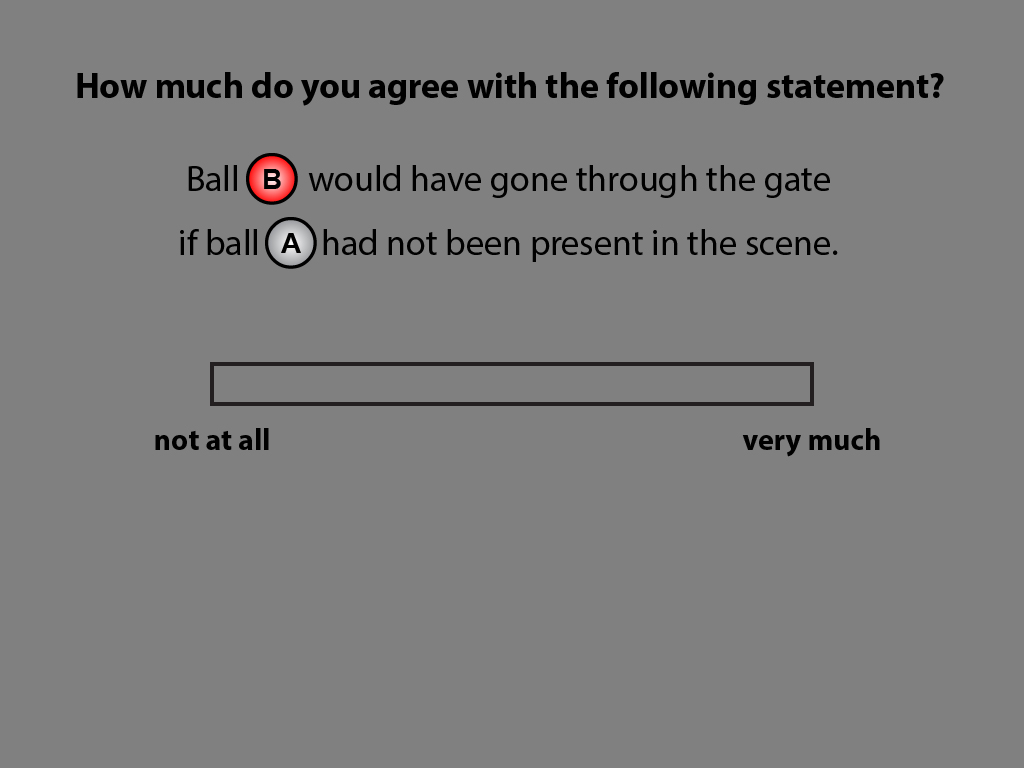 How much do you agree with the following statement?
Ball B would have gone through the gate
if ball A had not been present in the scene.
not at all very much